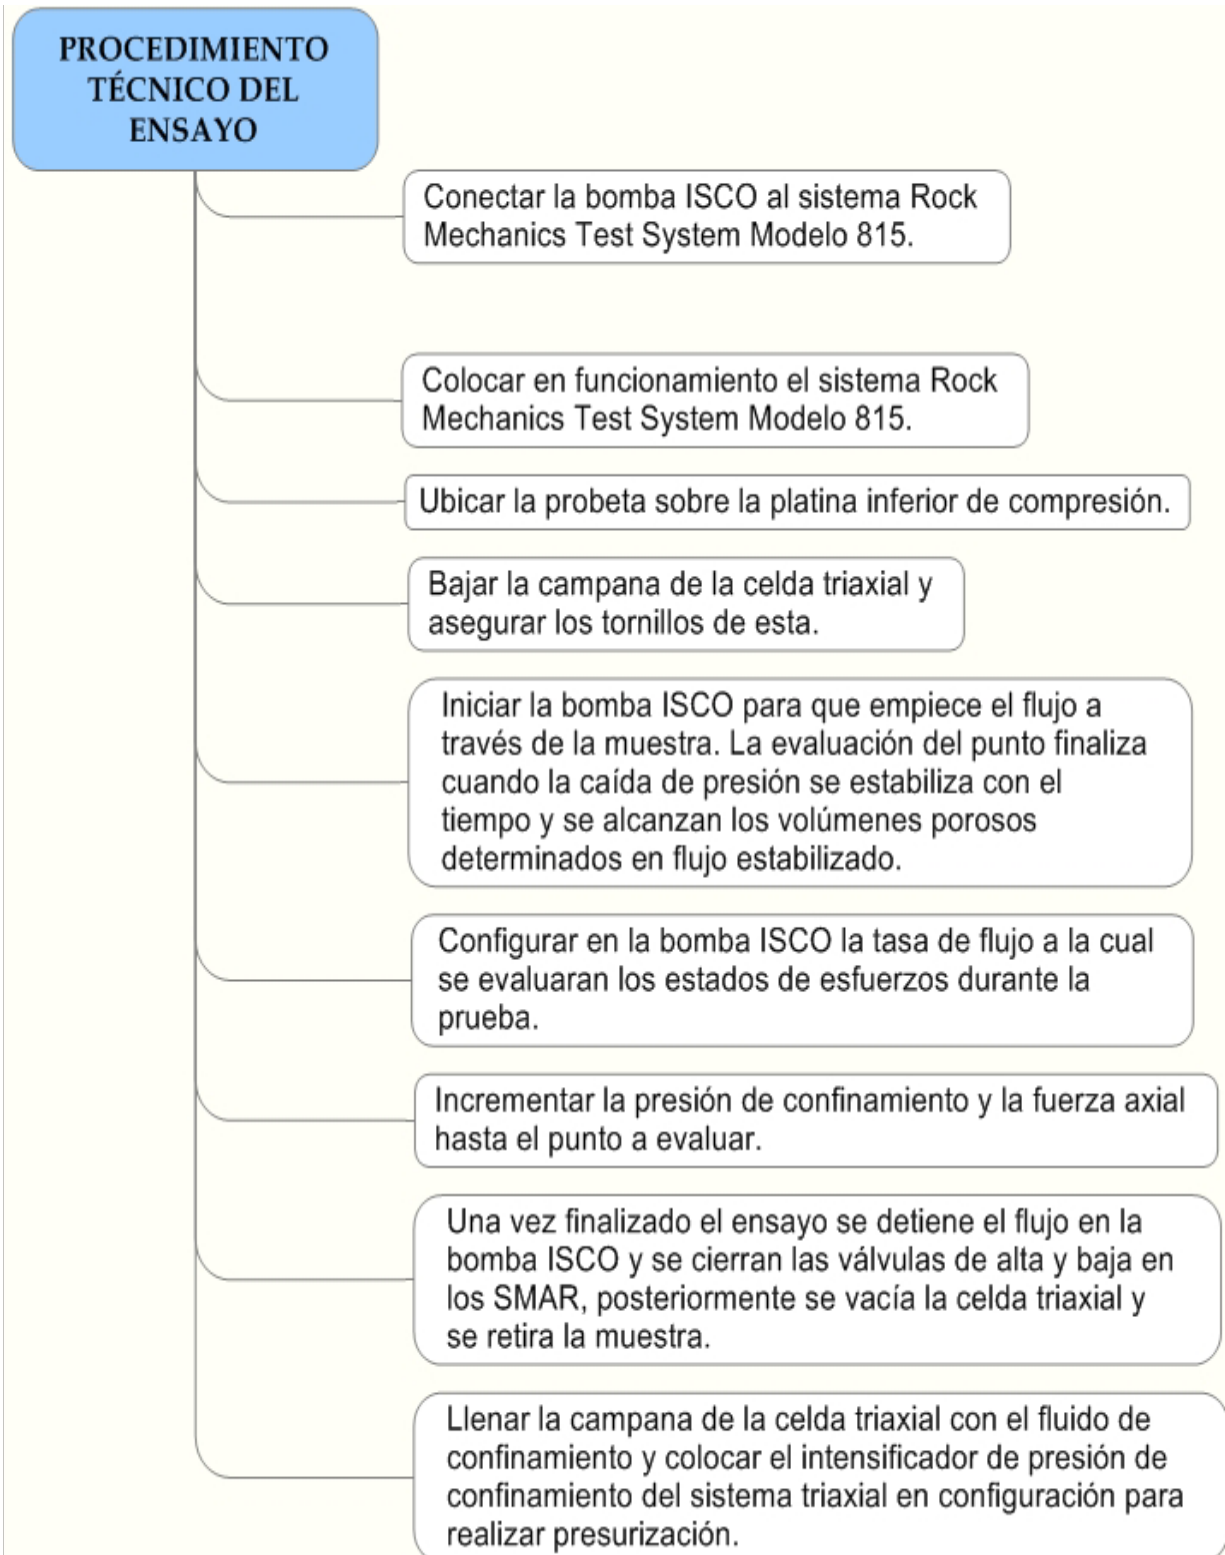 PROCEDIMIENTO
TÉCNICO DEL
ENSAYO
Conectar la bomba ISCO al sistema Rock
Mechanics Test System Modelo 815.
Colocar en funcionamiento el sistema Rock
Mechanics Test System Modelo 815.
Ubicar la probeta sobre la platina inferior de compresión.
Bajar la campana de la celda triaxial y
asegurar los tornillos de esta.
Iniciar la bomba ISCO para que empiece el flujo a
través de la muestra. La evaluación del punto finaliza
cuando la caída de presión se estabiliza con el
tiempo y se alcanzan los volúmenes porosos
determinados en flujo estabilizado.
Configurar en la bomba ISCO la tasa de flujo a la cual
se evaluaran los estados de esfuerzos durante la
prueba.
Incrementar la presión de confinamiento y la fuerza axial
hasta el punto a evaluar.
Una vez finalizado el ensayo se detiene el flujo en la
bomba ISCO y se cierran las válvulas de alta y baja en
los SMAR, posteriormente se vacía la celda triaxial y
se retira la muestra.
Llenar la campana de la celda triaxial con el fluido de
confinamiento y colocar el intensificador de presión de
confinamiento del sistema triaxial en configuración para
realizar presurización.